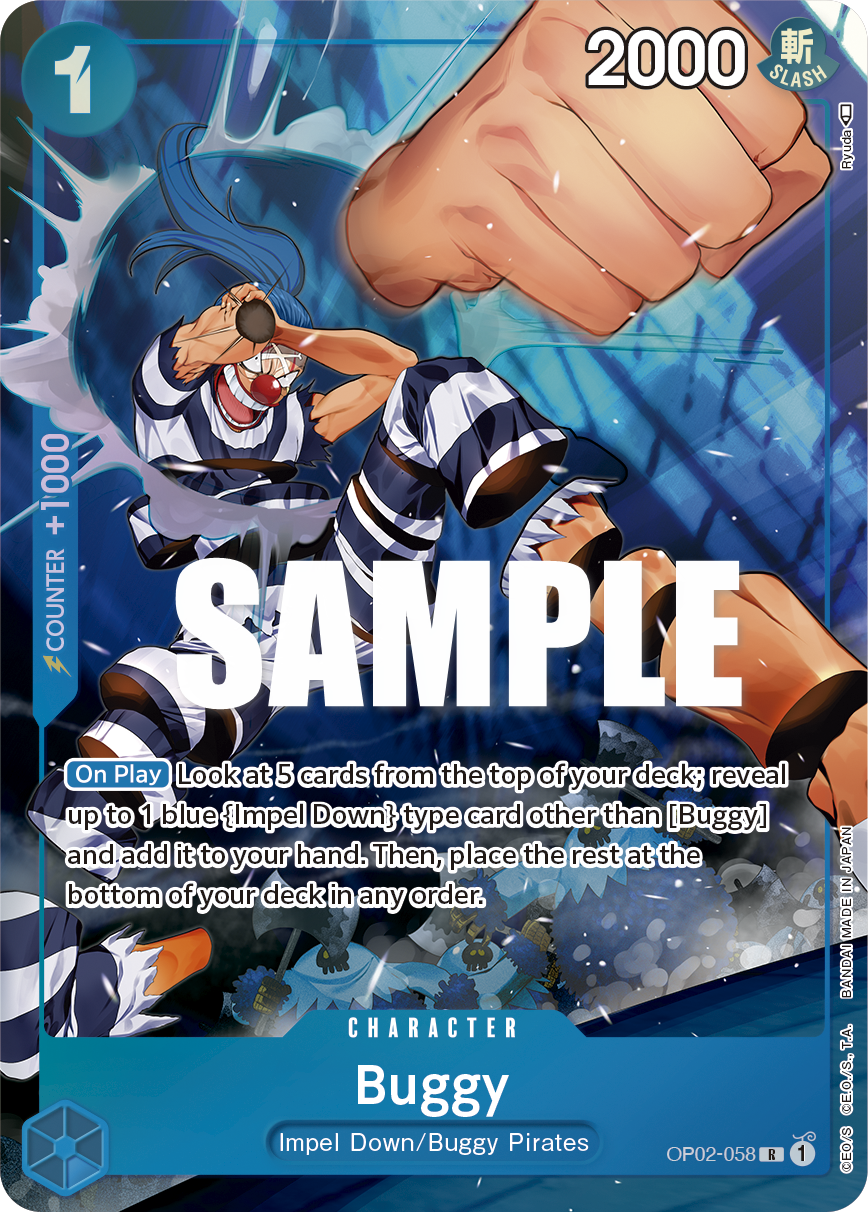 1
2000
斬
SLASH
Ryuda
COUNTER +1000
SAMPLE
On Play Look at 5 cards from the top of your deck; reveal
up to 1 blue {Impel Down} type card other than [Buggy]
and add it to your hand. Then, place the rest at the
bottom of your deck in any order.
CHARACTER
Buggy
Impel Down/Buggy Pirates
OP02-058 R 1
©EO/S ©E.O./S., T.A. BANDAI MADE IN JAPAN